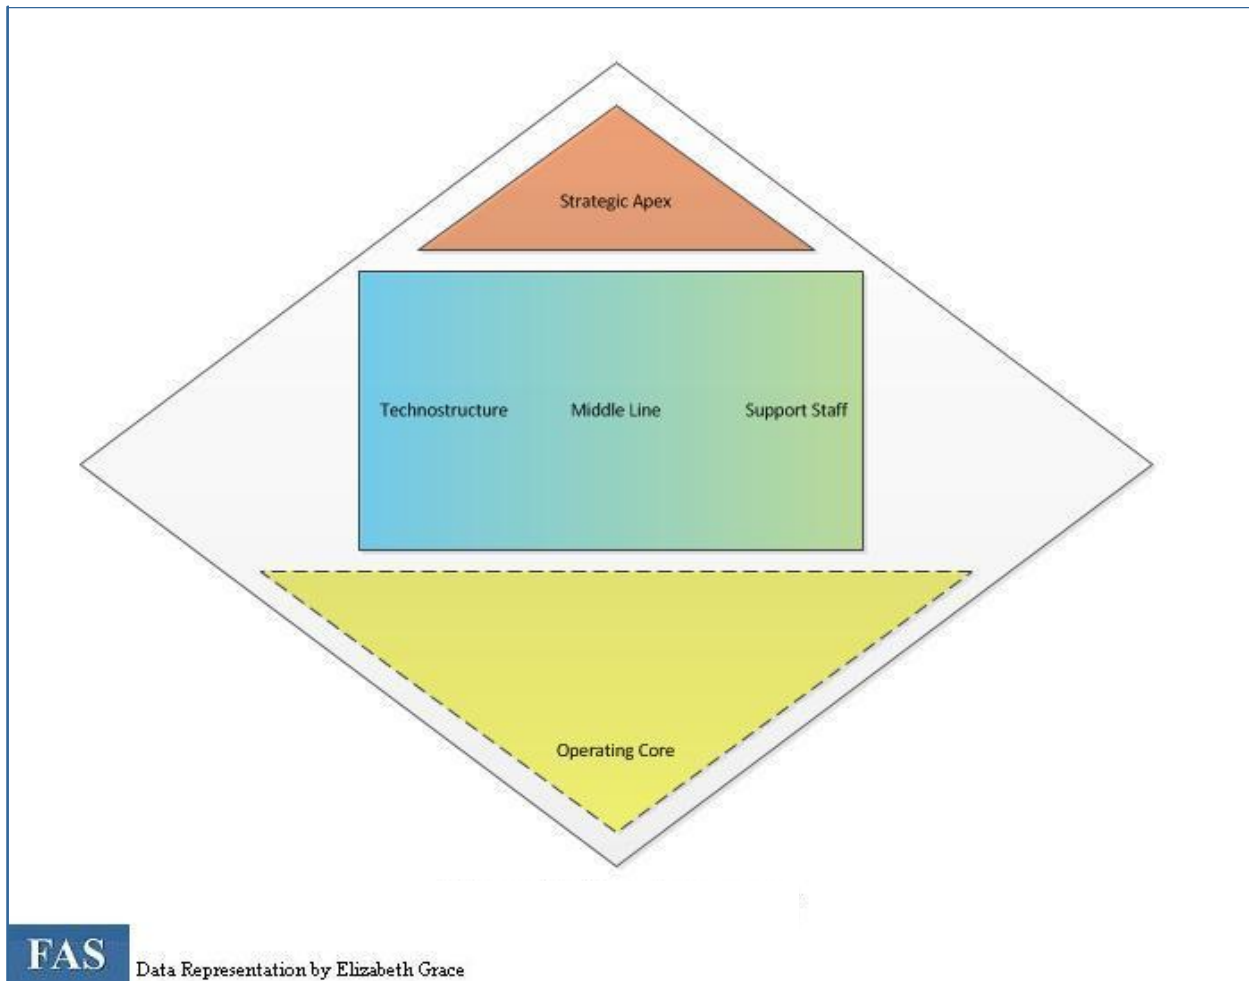 Strategic Apex
Technostructure Middle Line Support Staff
Operating Core
FAS Data Representation by Elizabeth Grace